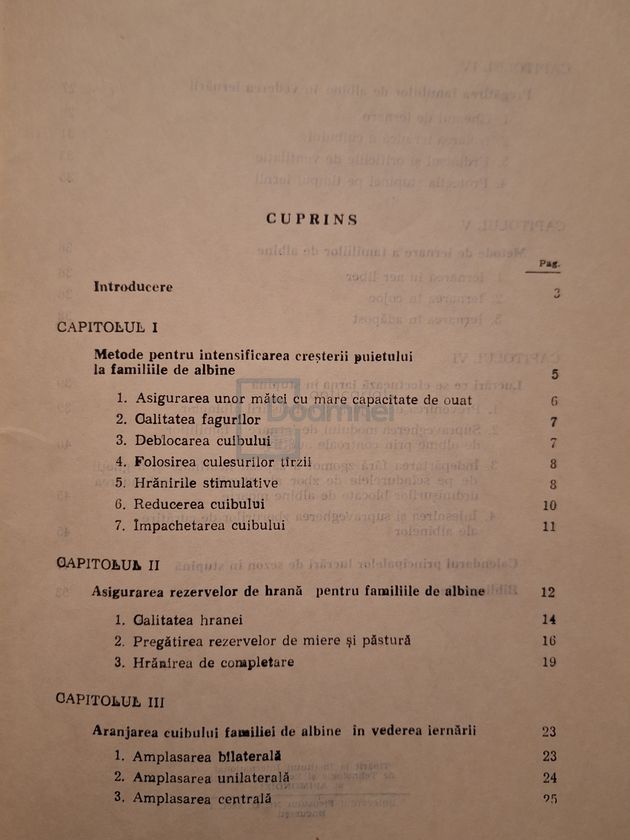 CUPRINS
Pag.
Introducere 3
CAPITOLUL I
Metode pentru intensificarea creșterii puietului
la familiile de albine 5
1. Asigurarea unor mătci cu mare capacitate de ouat 6
2. Calitatea fagurilor 7
3. Deblocarea cuibului 7
4. Folosirea culesurilor tîrzii 8
5. Hrănirile stimulative 8
6. Reducerea cuibului 10
7. Împachetarea cuibului 11
CAPITOLUL II
Asigurarea rezervelor de hrană pentru familiile de albine 12
1. Calitatea hranei 14
2. Pregătirea rezervelor de miere și păstură 16
3. Hrănirea de completare 19
CAPITOLUL III
Aranjarea cuibului familiei de albine în vederea iernării 23
1. Amplasarea bilaterală 23
2. Amplasarea unilaterală 24
3. Amplasarea centrală 25